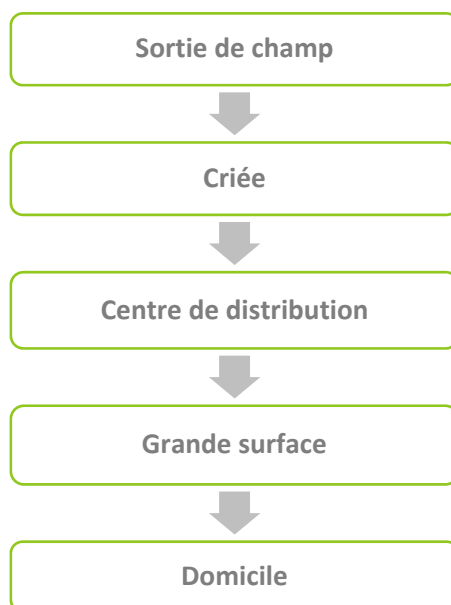 Sortie de champ
Criée
Centre de distribution
Grande surface
Domicile